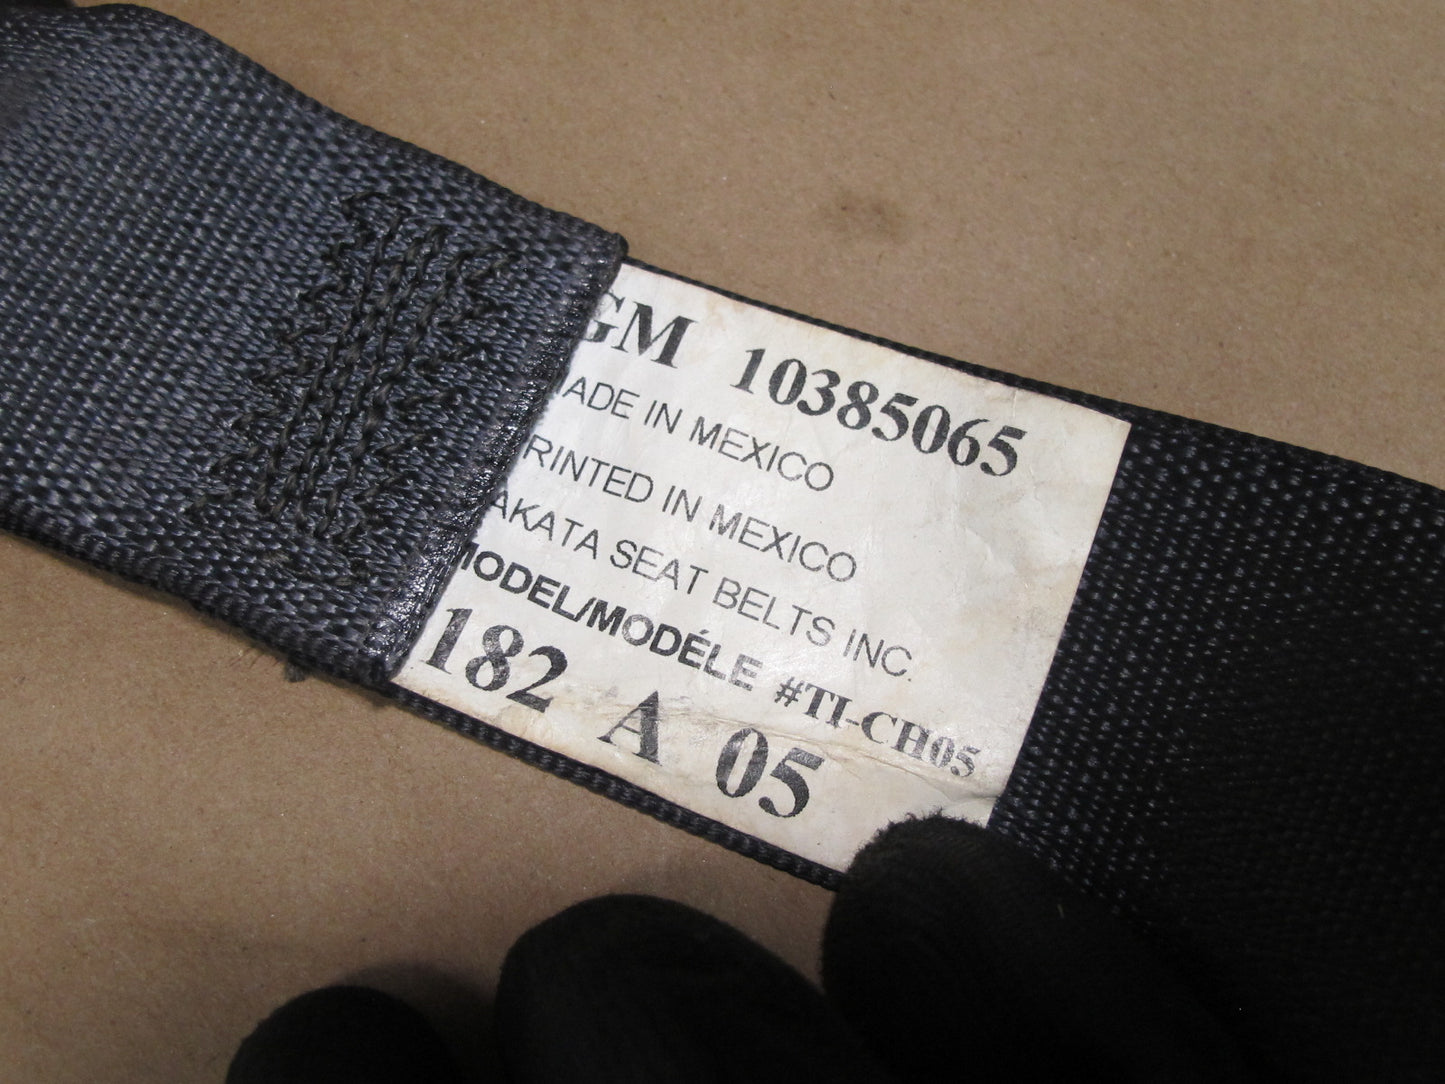 GM 10385065
ADE IN MEXICO
RINTED IN MEXICO
AKATA SEAT BELTS INC.
MODEL/MODÉLE #TI-CH05
182 A 05